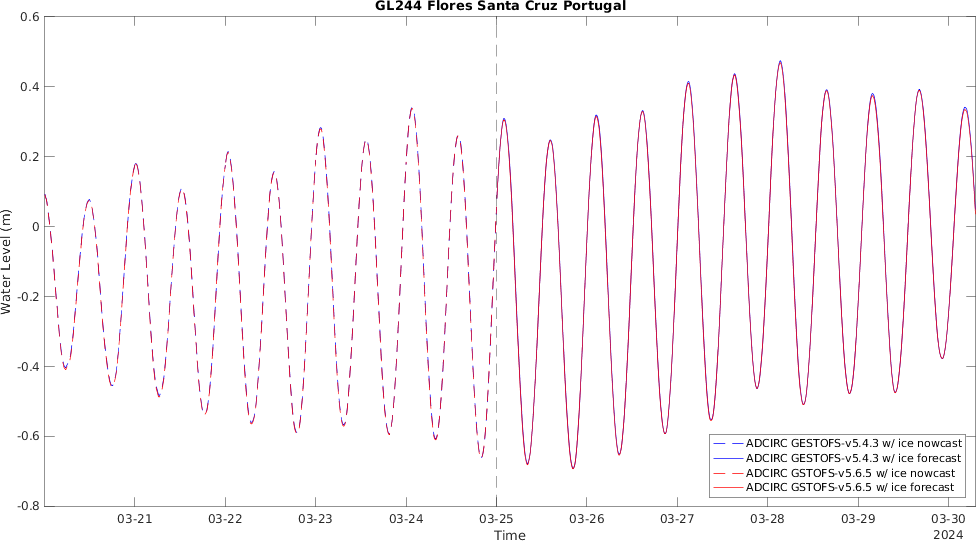 GL244 Flores Santa Cruz Portugal
0.6
0.4
0.2
0
-0.2
-0.4
-0.6
-0.8
Water Level (m)
ADCIRC GESTOFS-v5.4.3 w/ ice nowcast
ADCIRC GESTOFS-v5.4.3 w/ ice forecast
ADCIRC GSTOFS-v5.6.5 w/ ice nowcast
ADCIRC GSTOFS-v5.6.5 w/ ice forecast
03-21 03-22 03-23 03-24 03-25 03-26 03-27 03-28 03-29 03-30
Time
2024